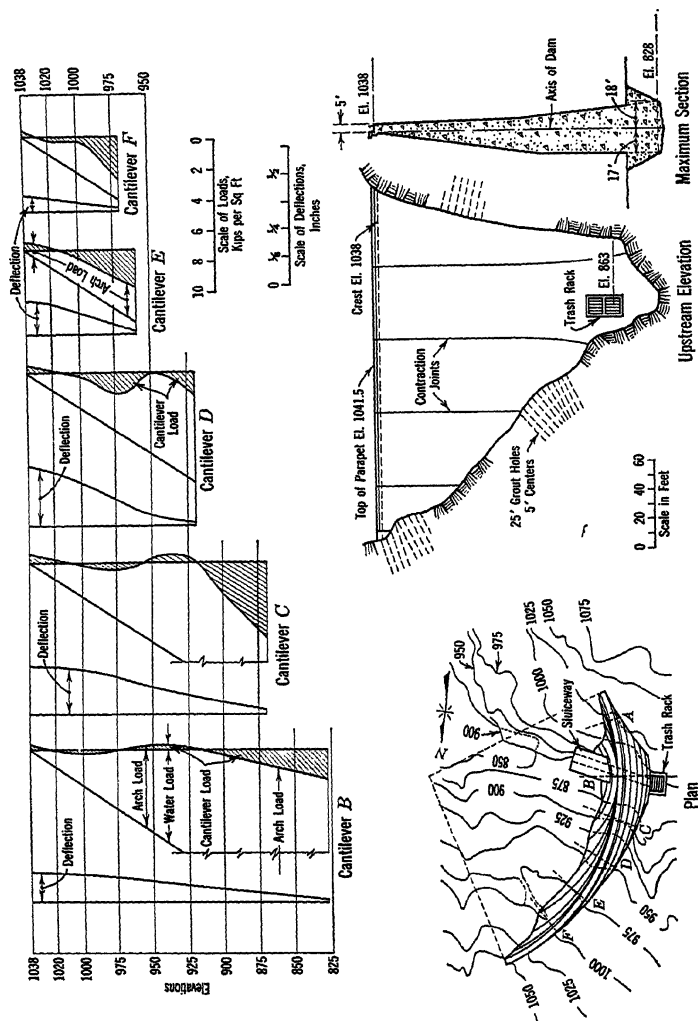 1038
1020
1000
975
950
925
900
875
850
825
Elevations
Deflection
Arch Load
Water Load
Cantilever Load
Arch Load
Cantilever B
Deflection
Cantilever C
Deflection
Cantilever
Load
Cantilever D
Deflection
Arch Load
Cantilever E
Cantilever F
1038
1020
1000
975
950
10 8 6 4 2 0
Scale of Loads,
Kips per Sq Ft
0
Scale of Deflections,
Inches
N
950
975
1000
1025
1050
1075
900
850
Sluiceway
A
B
C
D
E
F
875
900
925
950
975
1000
1025
1050
Trash Rack
Plan
Top of Parapet El. 1041.5
Crest El. 1038
Contraction
Joints
Trash Rack
El. 863
25' Grout Holes
5' Centers
0 20 40 60
Scale in Feet
Upstream Elevation
5'
El. 1038
Axis of Dam
17'
18'
El. 828
Maximum Section